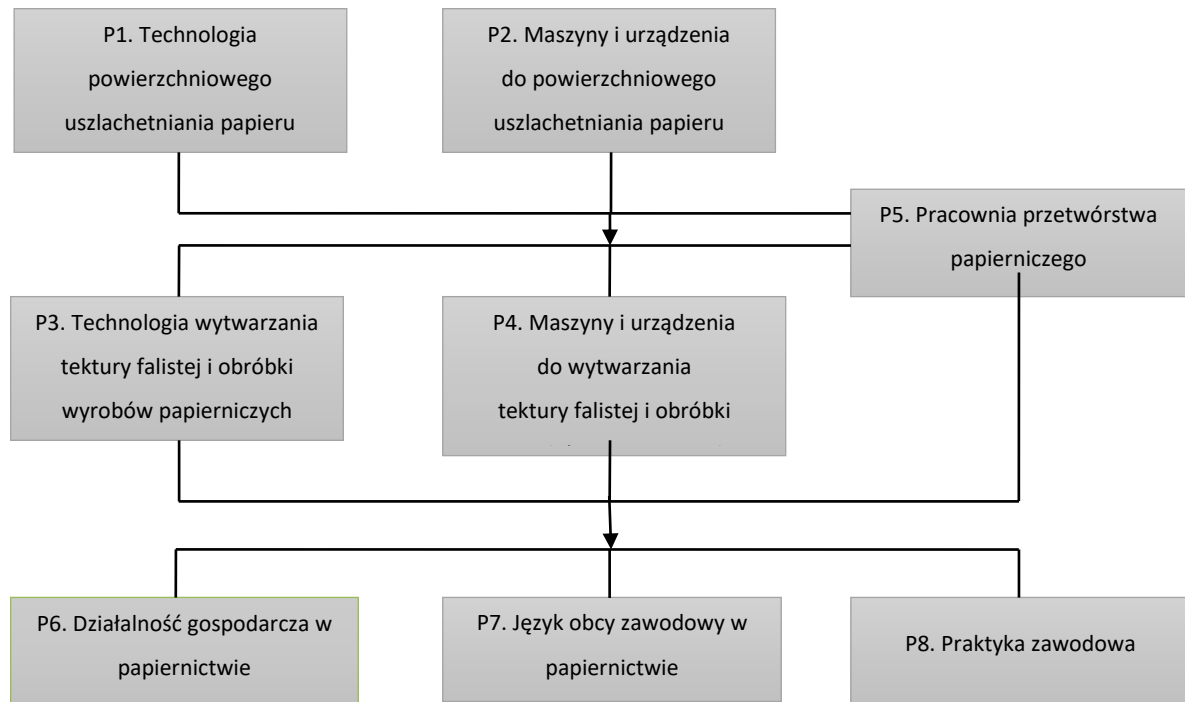 P1. Technologia
powierzchniowego
uszlachetniania papieru
P2. Maszyny i urządzenia
do powierzchniowego
uszlachetniania papieru
P5. Pracownia przetwórstwa
papierniczego
P3. Technologia wytwarzania
tektury falistej i obróbki
wyrobów papierniczych
P4. Maszyny i urządzenia
do wytwarzania
tektury falistej i obróbki
P6. Działalność gospodarcza w
papiernictwie
P7. Język obcy zawodowy w
papiernictwie
P8. Praktyka zawodowa